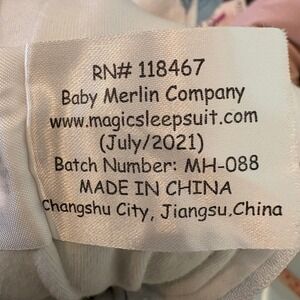 RN# 118467
Baby Merlin Company
www.magicsleepsuit.com
(July/2021)
Batch Number: MH-088
MADE IN CHINA
Changshu City, Jiangsu.China